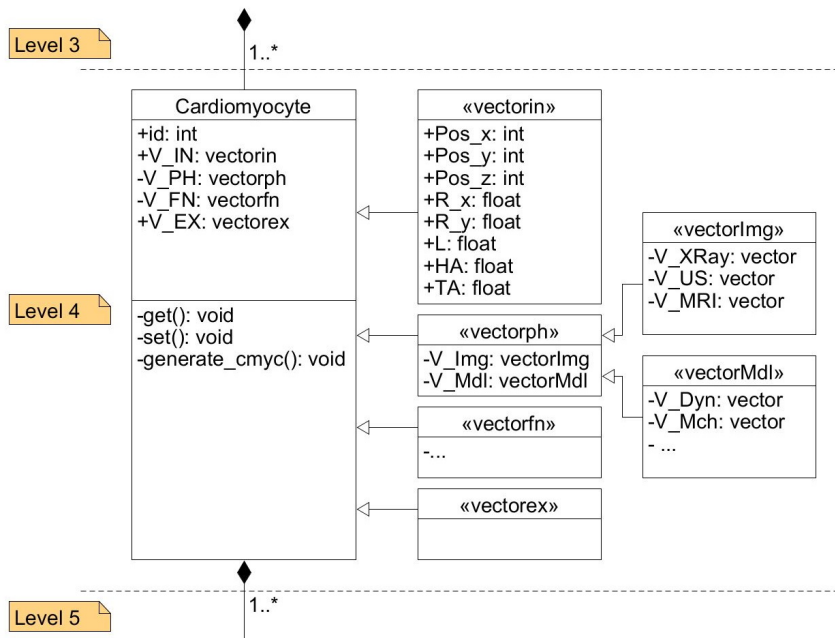 Level 3
1..*
Cardiomyocyte
+id: int
+V_IN: vectorin
-V_PH: vectorph
-V_FN: vectorfn
+V_EX: vectorex
-get(): void
-set(): void
-generate_cmyc(): void
«vectorin»
+Pos_x: int
+Pos_y: int
+Pos_z: int
+R_x: float
+R_y: float
+L: float
+HA: float
+TA: float
«vectorImg»
-V_XRay: vector
-V_US: vector
-V_MRI: vector
Level 4
«vectorph»
-V_Img: vectorImg
-V_Mdl: vectorMdl
«vectorMdl»
-V_Dyn: vector
-V_Mch: vector
- ...
«vectorfn»
-...
«vectorex»
Level 5
1..*